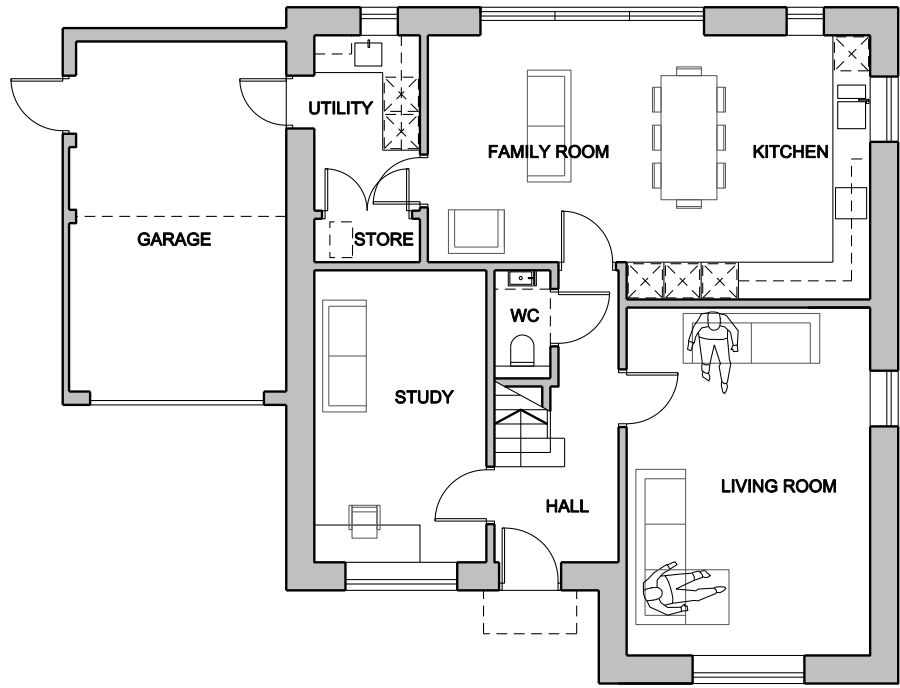 UTILITY
FAMILY ROOM
KITCHEN
GARAGE
STORE
WC
STUDY
LIVING ROOM
HALL